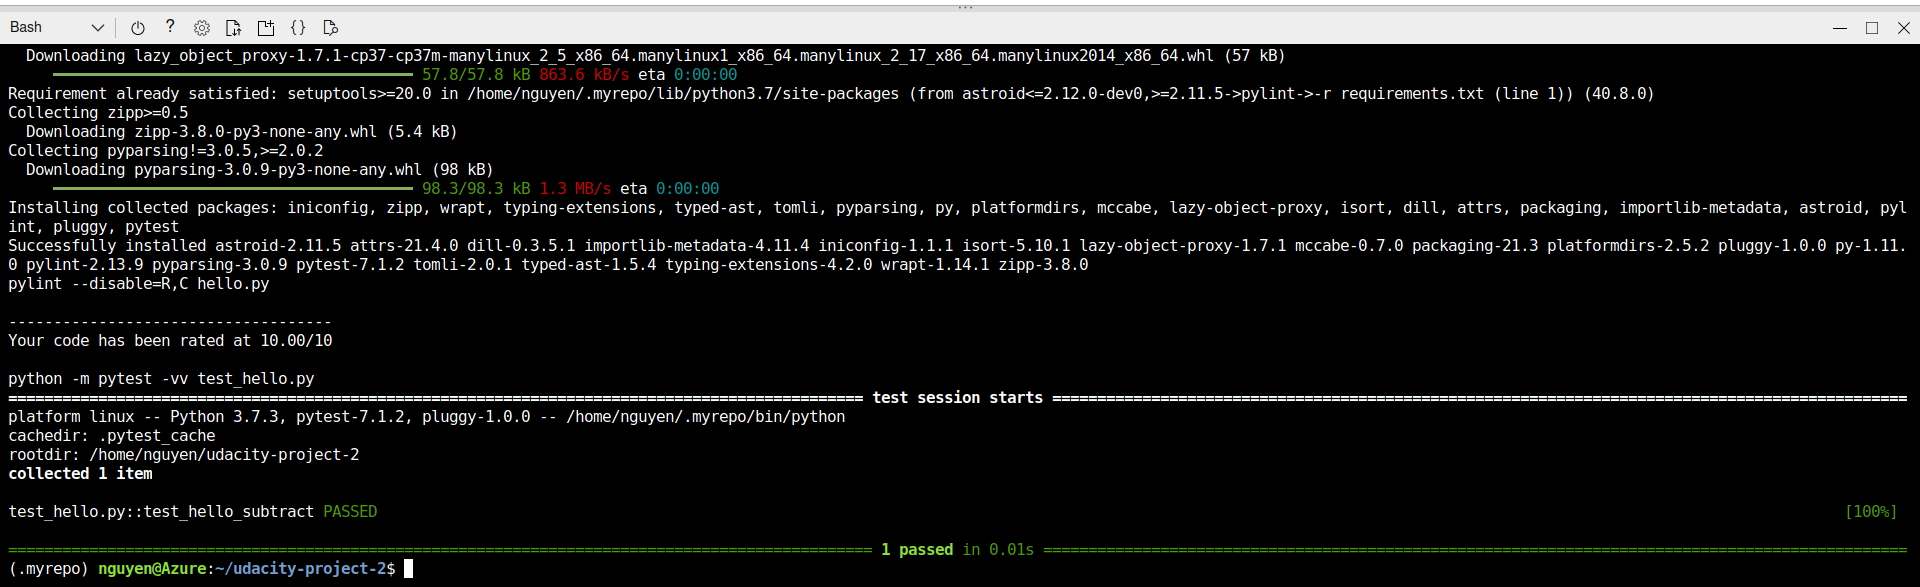 Bash
Downloading lazy_object_proxy-1.7.1-cp37-cp37m-manylinux_2_5_x86_64.manylinux1_x86_64.manylinux_2_17_x86_64.manylinux2014_x86_64.whl (57 kB)
57.8/57.8 kB 863.6 kB/s eta 0:00:00
Requirement already satisfied: setuptools>=20.0 in /home/nguyen/.myrepo/lib/python3.7/site-packages (from astroid<=2.12.0-dev0,>=2.11.5->pylint->-r requirements.txt (line 1)) (40.8.0)
Collecting zipp>=0.5
Downloading zipp-3.8.0-py3-none-any.whl (5.4 kB)
Collecting pyparsing!=3.0.5,>=2.0.2
Downloading pyparsing-3.0.9-py3-none-any.whl (98 kB)
98.3/98.3 kB 1.3 MB/s eta 0:00:00
Installing collected packages: iniconfig, zipp, wrapt, typing-extensions, typed-ast, tomli, pyparsing, py, platformdirs, mccabe, lazy-object-proxy, isort, dill, attrs, packaging, importlib-metadata, astroid, pyl
int, pluggy, pytest
Successfully installed astroid-2.11.5 attrs-21.4.0 dill-0.3.5.1 importlib-metadata-4.11.4 iniconfig-1.1.1 isort-5.10.1 lazy-object-proxy-1.7.1 mccabe-0.7.0 packaging-21.3 platformdirs-2.5.2 pluggy-1.0.0 py-1.11.
0 pylint-2.13.9 pyparsing-3.0.9 pytest-7.1.2 tomli-2.0.1 typed-ast-1.5.4 typing-extensions-4.2.0 wrapt-1.14.1 zipp-3.8.0
pylint --disable=R,C hello.py
------------------------------------
Your code has been rated at 10.00/10
python -m pytest -vv test_hello.py
=============================================================================================== test session starts ===============================================================================================
platform linux -- Python 3.7.3, pytest-7.1.2, pluggy-1.0.0 -- /home/nguyen/.myrepo/bin/python
cachedir: .pytest_cache
rootdir: /home/nguyen/udacity-project-2
collected 1 item
test_hello.py::test_hello_subtract PASSED [100%]
================================================================================================ 1 passed in 0.01s ================================================================================================
(.myrepo) nguyen@Azure:~/udacity-project-2$